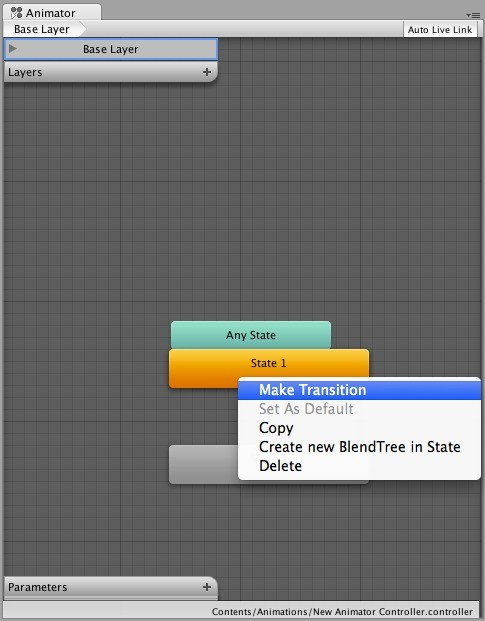 Animator
Base Layer
Auto Live Link
Base Layer
Layers
Any State
State 1
Make Transition
Set As Default
Copy
Create new BlendTree in State
Delete
Parameters
Contents/Animations/New Animator Controller.controller